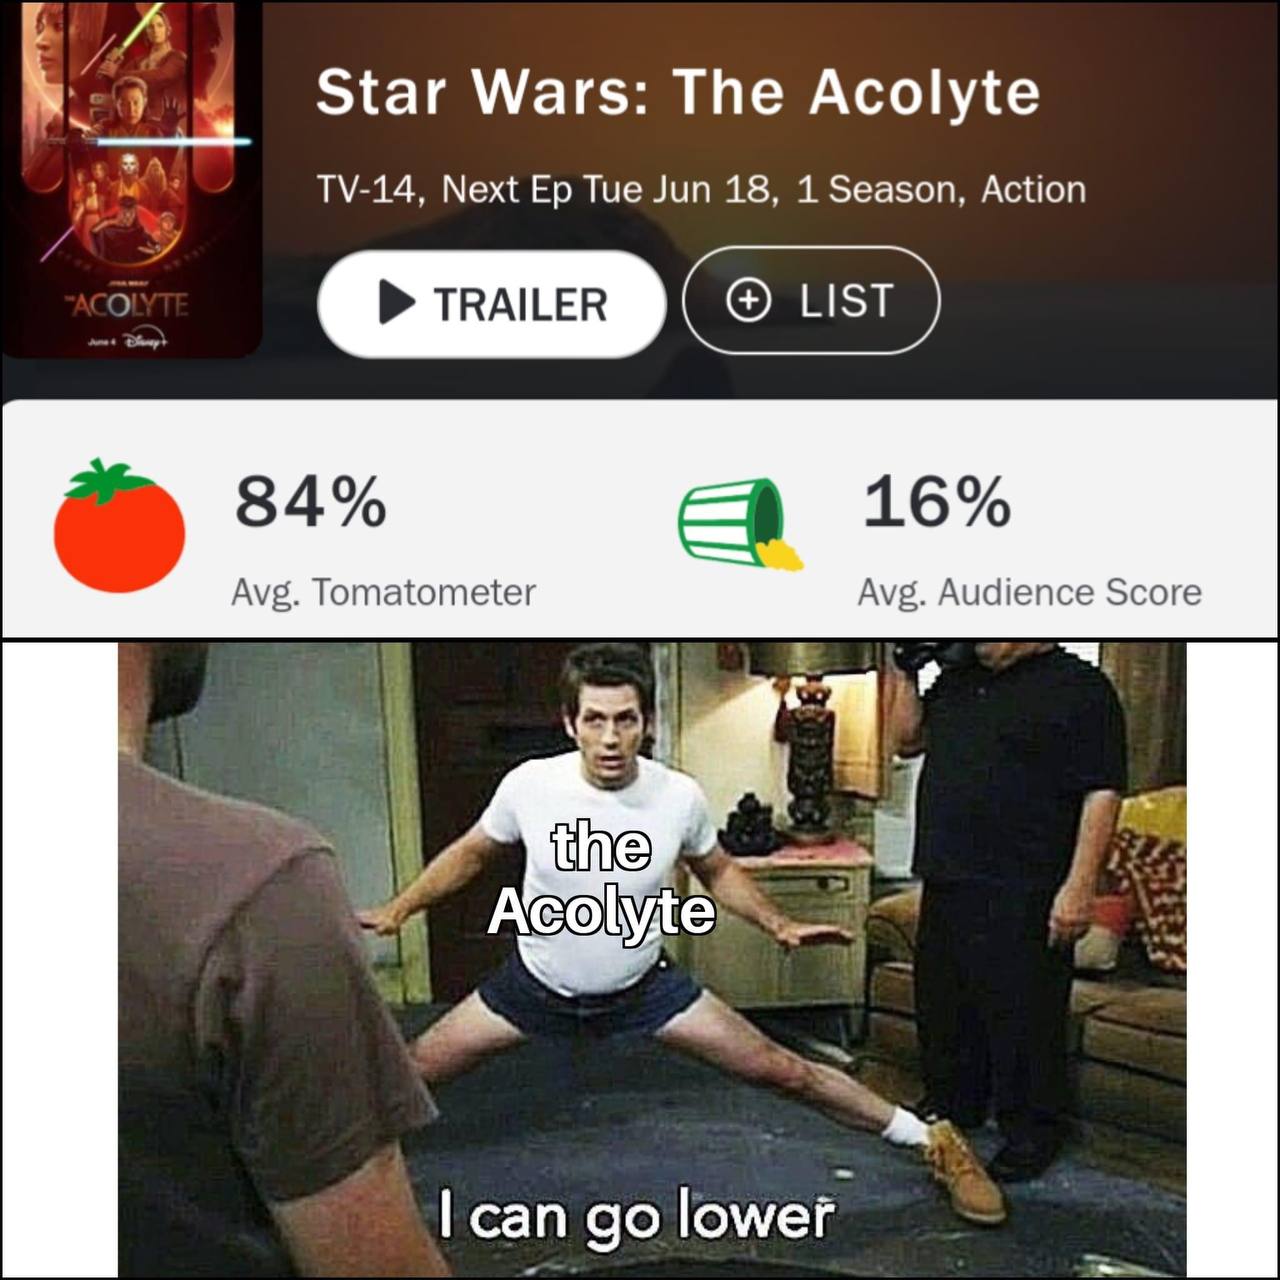 STAR WARS
THE ACOLYTE
June 4 Disney+
Star Wars: The Acolyte
TV-14, Next Ep Tue Jun 18, 1 Season, Action
TRAILER
LIST
84%
Avg. Tomatometer
16%
Avg. Audience Score
the
Acolyte
I can go lower